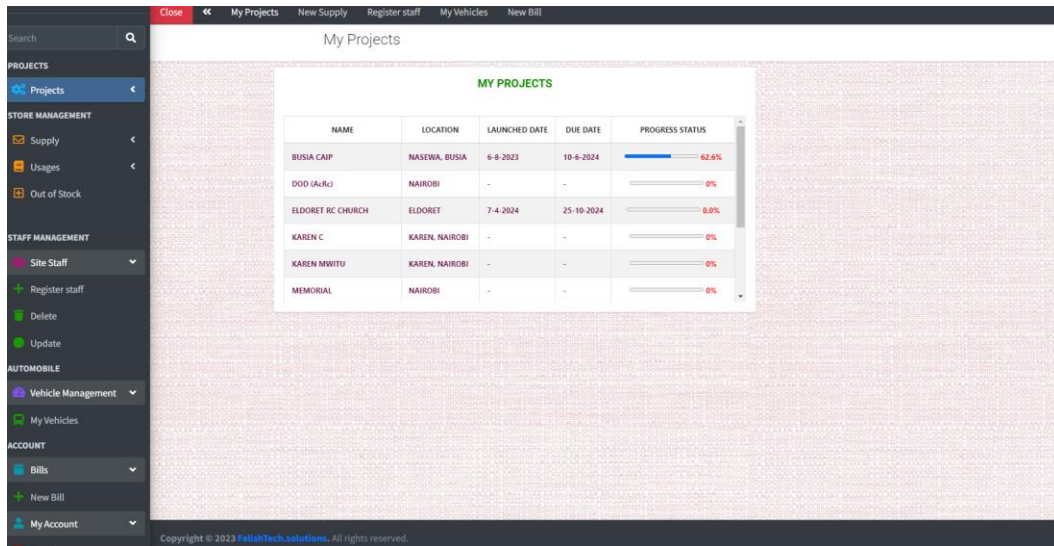 Close « My Projects New Supply Register staff My Vehicles New Bill
Search
My Projects
PROJECTS
Projects
STORE MANAGEMENT
Supply
Usages
Out of Stock
STAFF MANAGEMENT
Site Staff
Register staff
Delete
Update
AUTOMOBILE
Vehicle Management
My Vehicles
ACCOUNT
Bills
New Bill
My Account
MY PROJECTS
NAME LOCATION LAUNCHED DATE DUE DATE PROGRESS STATUS
BUSIA CAIP NASEWA, BUSIA 6-8-2023 10-6-2024 62.6%
DOD (AcRc) NAIROBI - - 0%
ELDORET RC CHURCH ELDORET 7-4-2024 25-10-2024 0.0%
KAREN C KAREN, NAIROBI - - 0%
KAREN MWITU KAREN, NAIROBI - - 0%
MEMORIAL NAIROBI 0%
Copyright © 2023 FelishTech.solutions. All rights reserved.